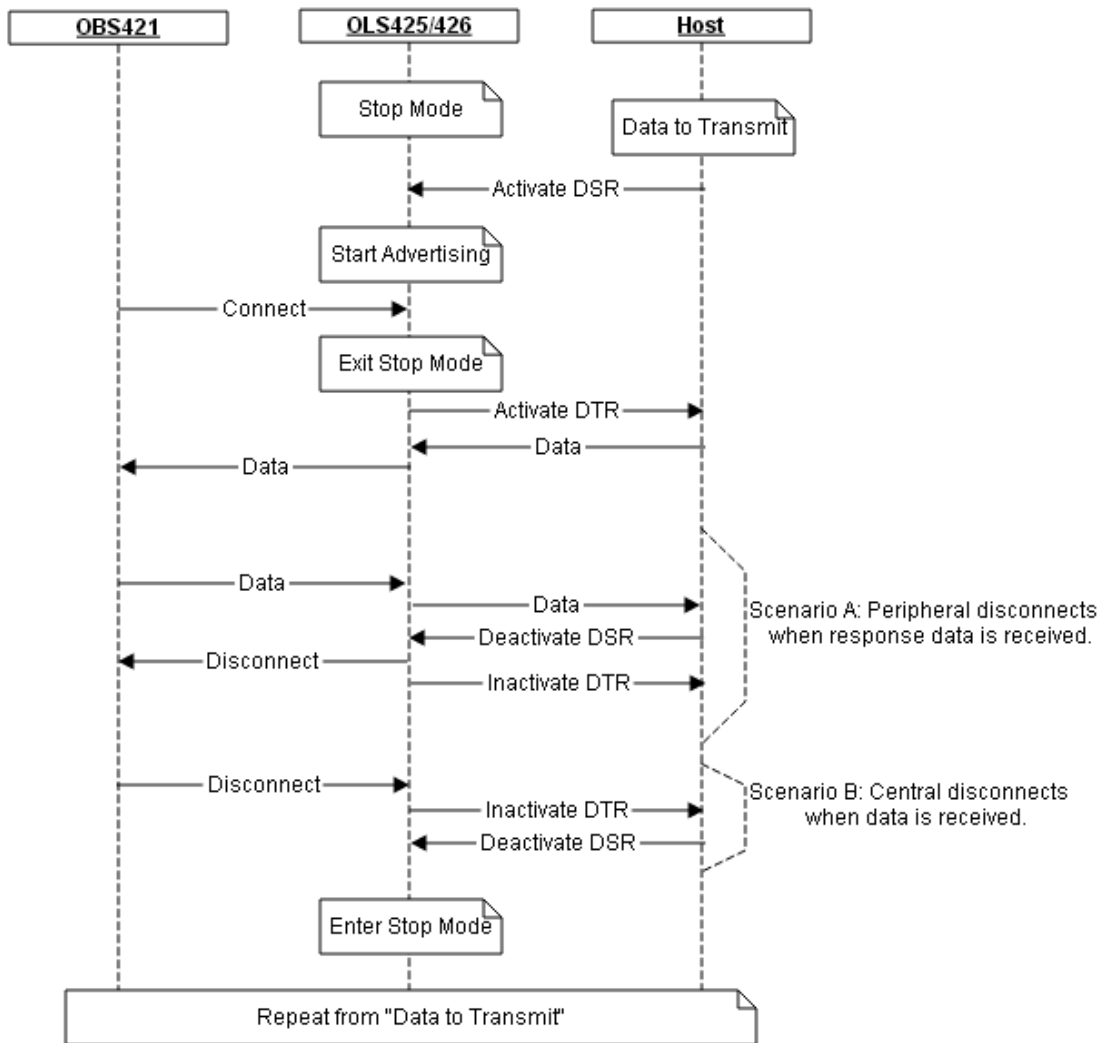 OBS421
OLS425/426
Host
Stop Mode
Data to Transmit
Activate DSR
Start Advertising
Connect
Exit Stop Mode
Activate DTR
Data
Data
Data
Data
Scenario A: Peripheral disconnects
when response data is received.
Deactivate DSR
Disconnect
Inactivate DTR
Disconnect
Scenario B: Central disconnects
when data is received.
Inactivate DTR
Deactivate DSR
Enter Stop Mode
Repeat from "Data to Transmit"